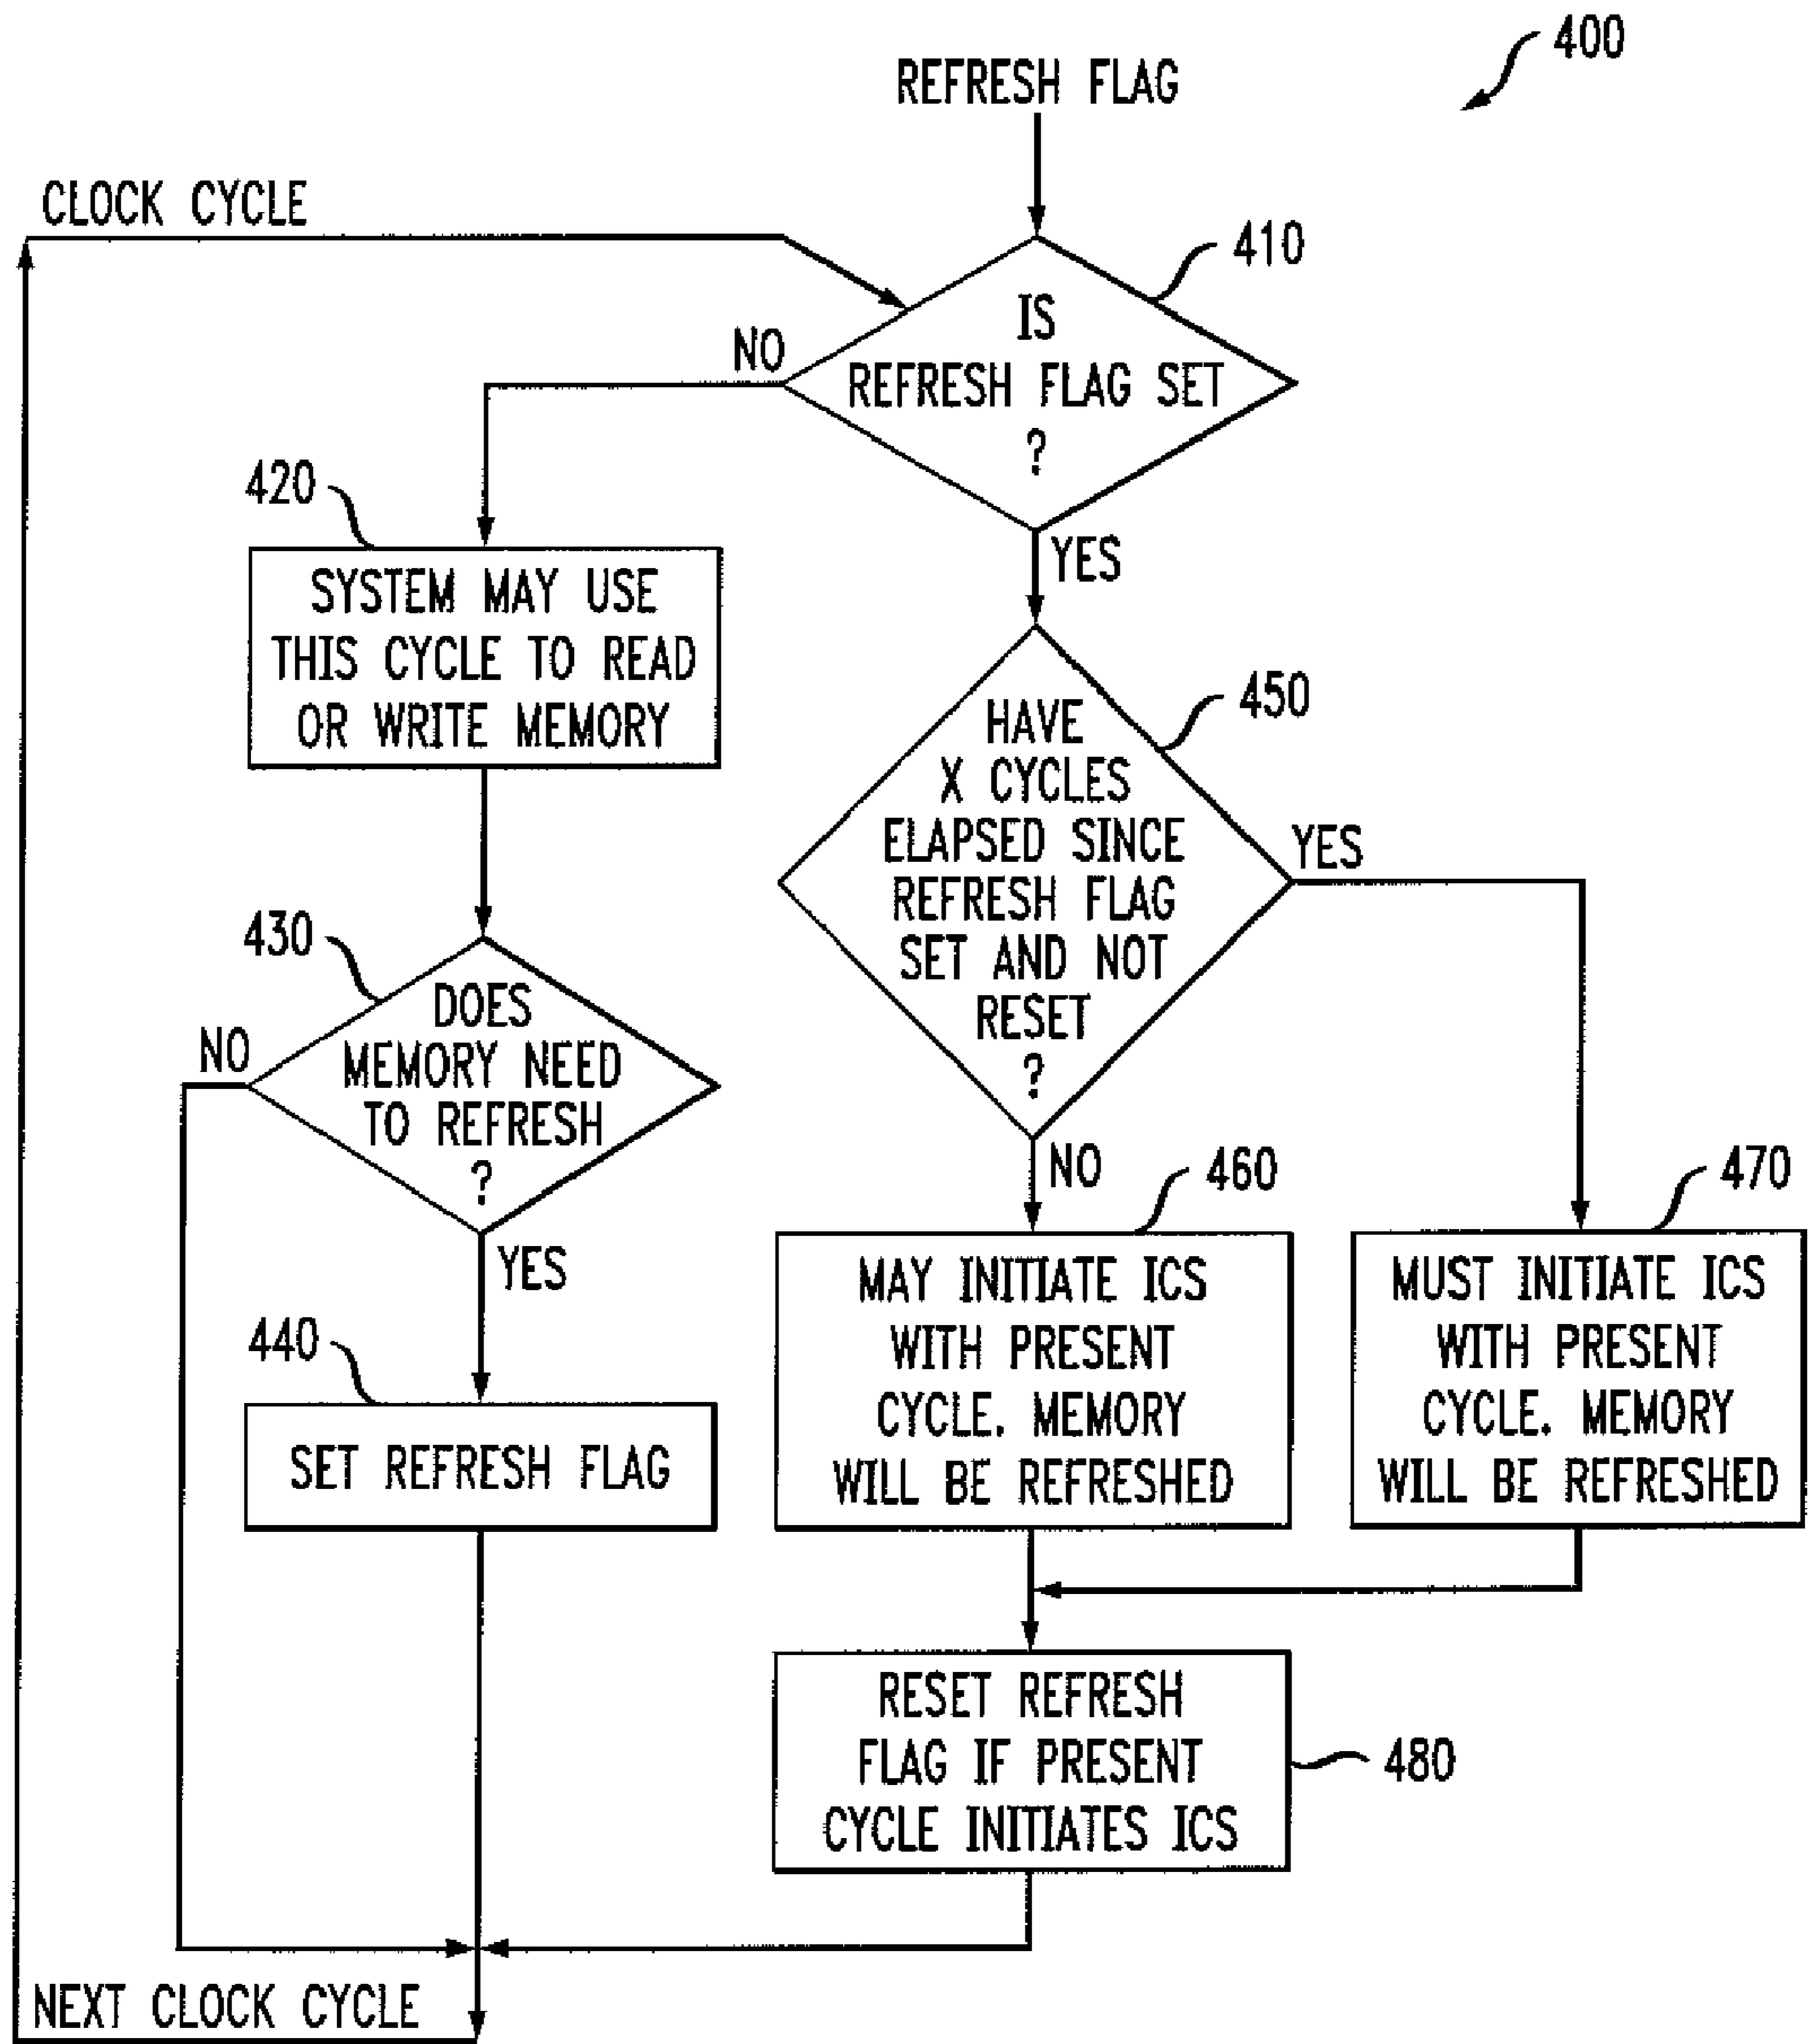 400
REFRESH FLAG
CLOCK CYCLE
410
IS
REFRESH FLAG SET
?
NO
YES
420
SYSTEM MAY USE
THIS CYCLE TO READ
OR WRITE MEMORY
450
HAVE
X CYCLES
ELAPSED SINCE
REFRESH FLAG
SET AND NOT
RESET
?
YES
NO
430
DOES
MEMORY NEED
TO REFRESH
?
NO
YES
460
MAY INITIATE ICS
WITH PRESENT
CYCLE. MEMORY
WILL BE REFRESHED
470
MUST INITIATE ICS
WITH PRESENT
CYCLE. MEMORY
WILL BE REFRESHED
440
SET REFRESH FLAG
RESET REFRESH
FLAG IF PRESENT
CYCLE INITIATES ICS
480
NEXT CLOCK CYCLE